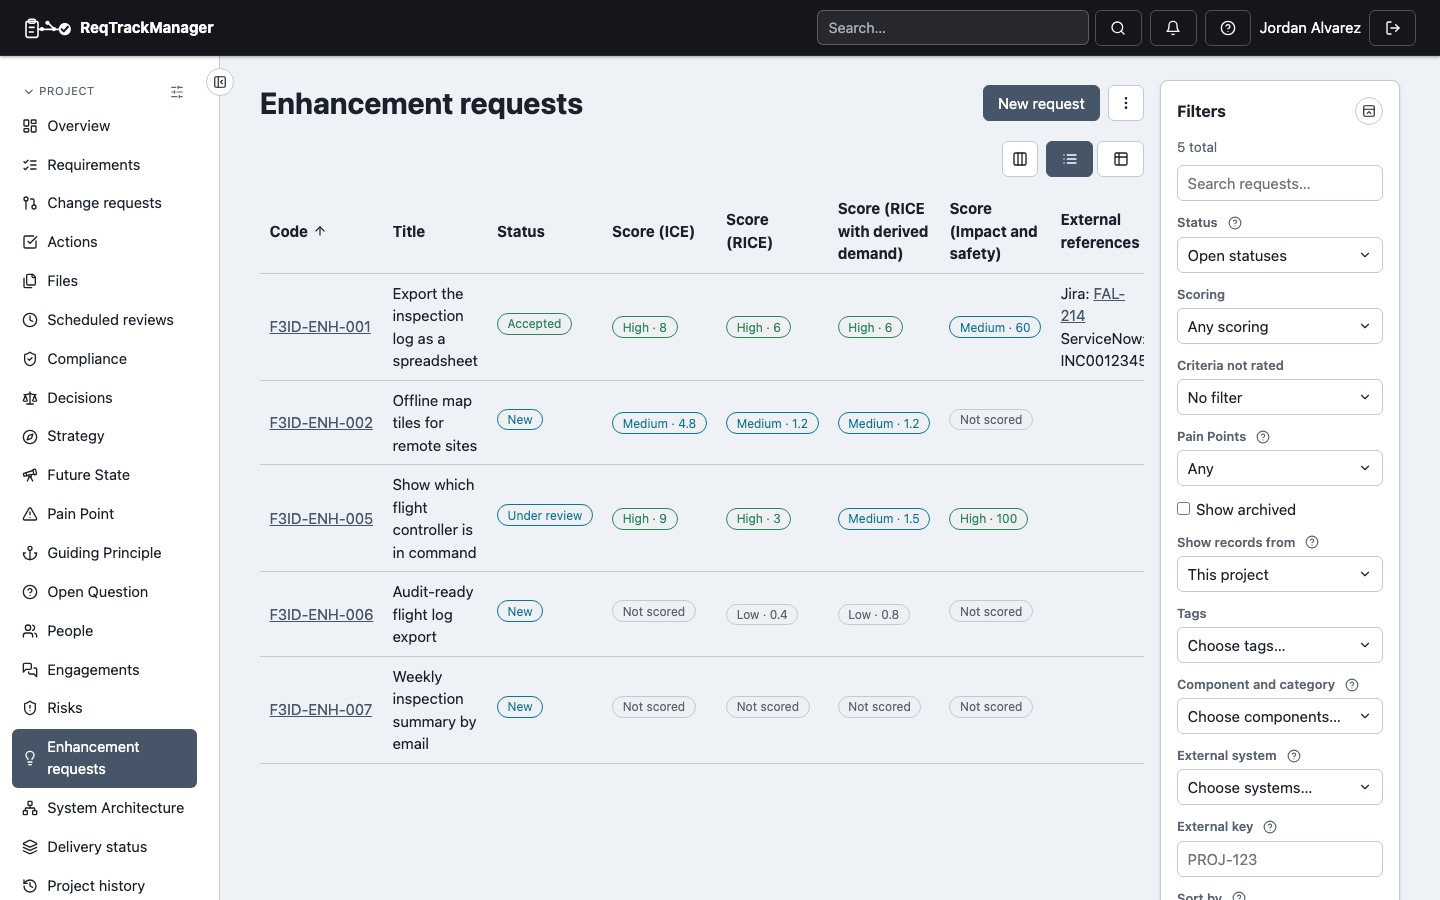 ReqTrackManager
Search...
Jordan Alvarez
PROJECT
Overview
Requirements
Change requests
Actions
Files
Scheduled reviews
Compliance
Decisions
Strategy
Future State
Pain Point
Guiding Principle
Open Question
People
Engagements
Risks
Enhancement
requests
System Architecture
Delivery status
Project history
Enhancement requests
New request
Code ↑ Title Status Score (ICE) Score
(RICE) Score (RICE
with derived
demand) Score
(Impact and
safety) External
references
F3ID-ENH-001
Export the
inspection
log as a
spreadsheet
Accepted
High · 8
High · 6
High · 6
Medium · 60
Jira: FAL-
214
ServiceNow:
INC0012345
F3ID-ENH-002
Offline map
tiles for
remote sites
New
Medium · 4.8
Medium · 1.2
Medium · 1.2
Not scored
F3ID-ENH-005
Show which
flight
controller is
in command
Under review
High · 9
High · 3
Medium · 1.5
High · 100
F3ID-ENH-006
Audit-ready
flight log
export
New
Not scored
Low · 0.4
Low · 0.8
Not scored
F3ID-ENH-007
Weekly
inspection
summary by
email
New
Not scored
Not scored
Not scored
Not scored
Filters
5 total
Search requests...
Status
Open statuses
Scoring
Any scoring
Criteria not rated
No filter
Pain Points
Any
Show archived
Show records from
This project
Tags
Choose tags...
Component and category
Choose components...
External system
Choose systems...
External key
PROJ-123
Sort by